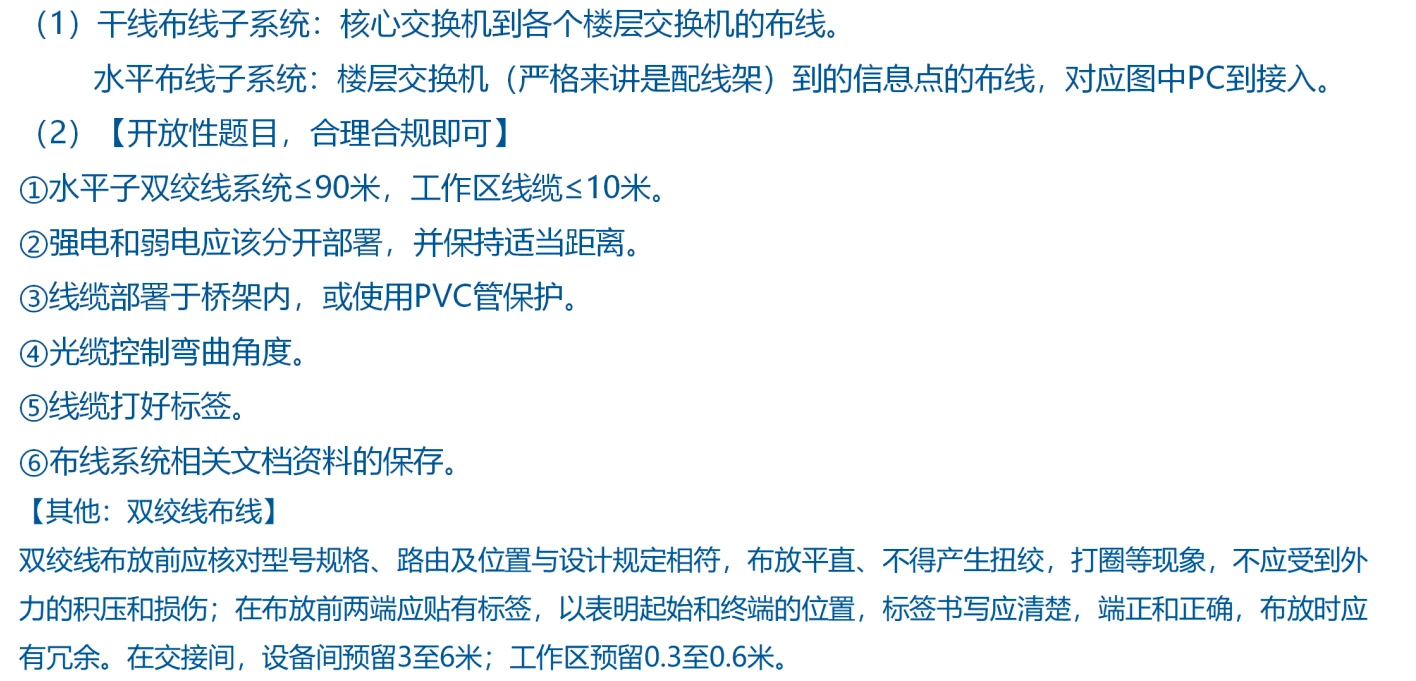 （1）干线布线子系统：核心交换机到各个楼层交换机的布线。
水平布线子系统：楼层交换机（严格来讲是配线架）到的信息点的布线，对应图中PC到接入。
（2）【开放性题目，合理合规即可】
①水平子双绞线系统≤90米，工作区线缆≤10米。
②强电和弱电应该分开部署，并保持适当距离。
③线缆部署于桥架内，或使用PVC管保护。
④光缆控制弯曲角度。
⑤线缆打好标签。
⑥布线系统相关文档资料的保存。
【其他：双绞线布线】
双绞线布放前应核对型号规格、路由及位置与设计规定相符，布放平直、不得产生扭绞，打圈等现象，不应受到外
力的积压和损伤；在布放前两端应贴有标签，以表明起始和终端的位置，标签书写应清楚，端正和正确，布放时应
有冗余。在交接间，设备间预留3至6米；工作区预留0.3至0.6米。